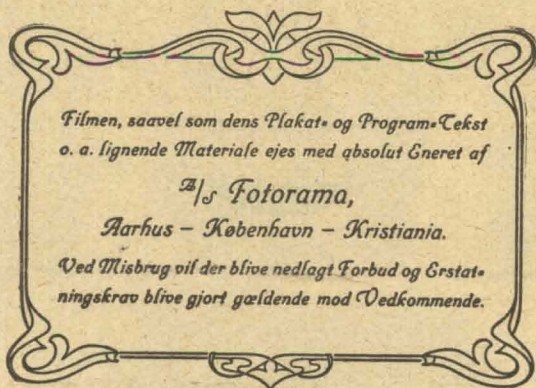 Filmen, saavel som dens Plakat- og Program-Tekst
o. a. lignende Materiale ejes med absolut Eneret af
A/S Fotorama,
Aarhus – København – Kristiania.
Ved Misbrug vil der blive nedlagt Forbud og Erstat-
ningskrav blive gjort gældende mod Vedkommende.